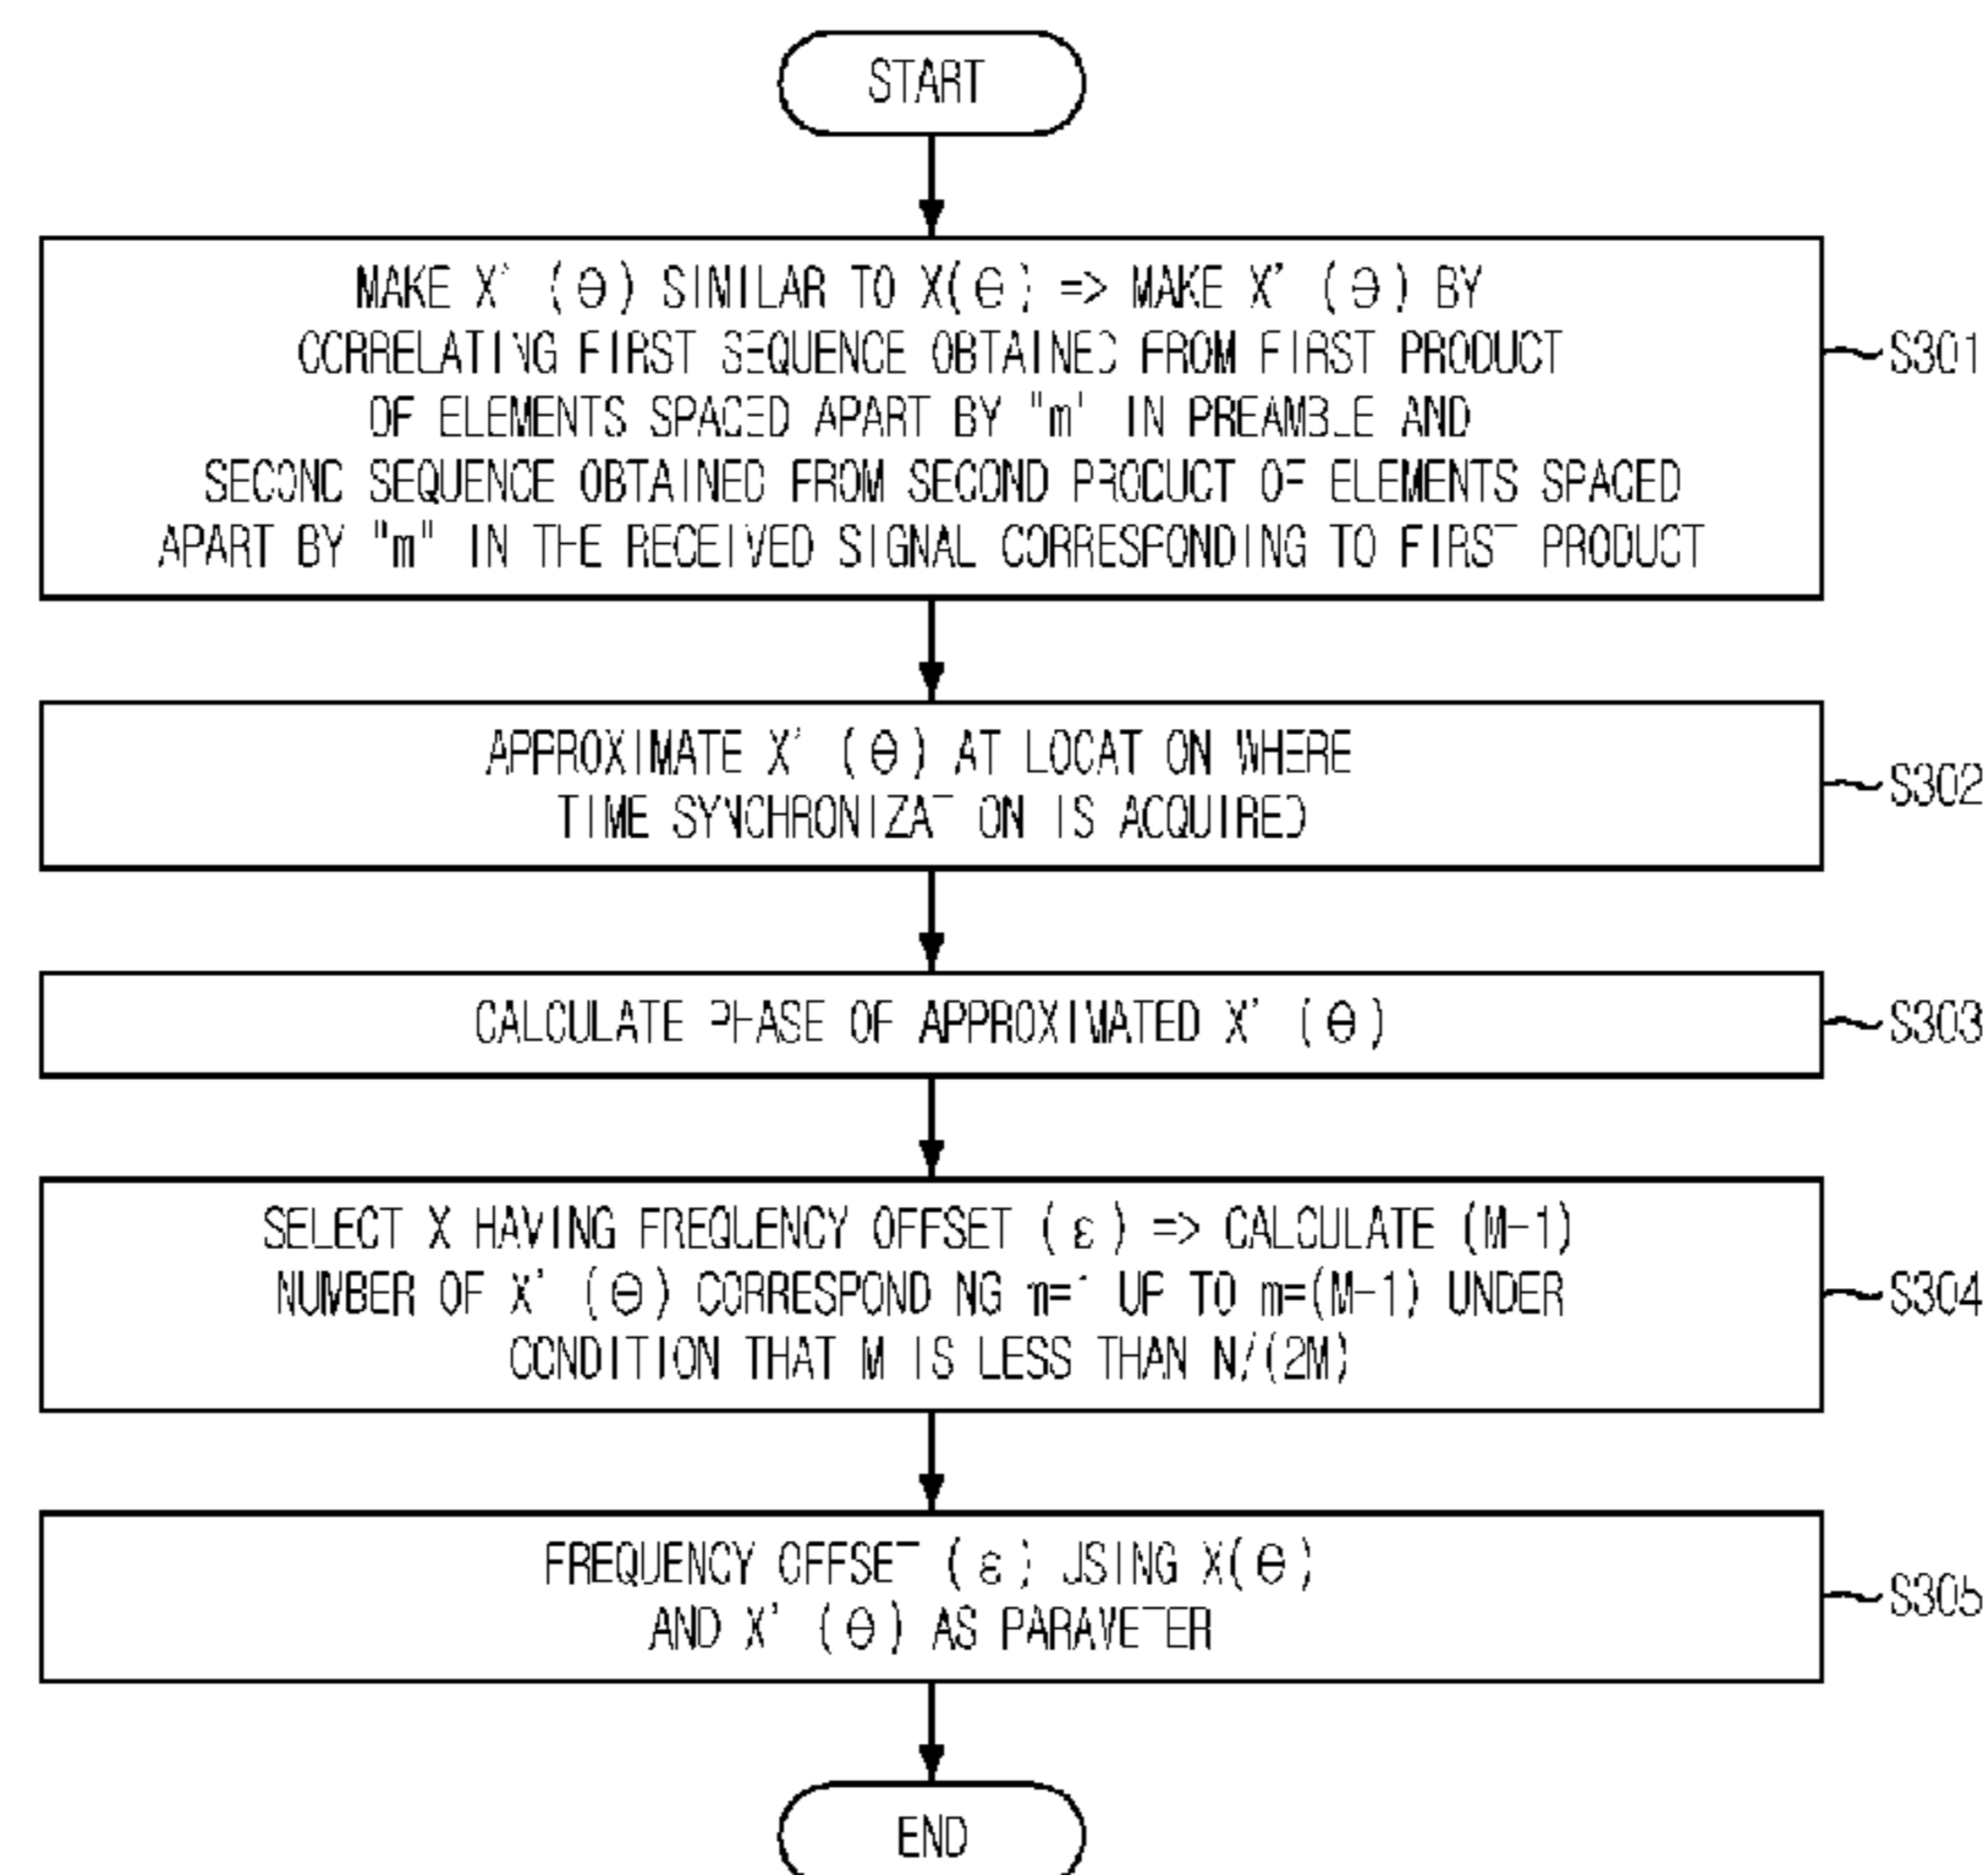 START
MAKE X' (θ) SIMILAR TO X(θ) => MAKE X' (θ) BY
CORRELATING FIRST SEQUENCE OBTAINED FROM FIRST PRODUCT
OF ELEMENTS SPACED APART BY "m" IN PREAMBLE AND
SECOND SEQUENCE OBTAINED FROM SECOND PRODUCT OF ELEMENTS SPACED
APART BY "m" IN THE RECEIVED SIGNAL CORRESPONDING TO FIRST PRODUCT
S301
APPROXIMATE X' (θ) AT LOCATION WHERE
TIME SYNCHRONIZATION IS ACQUIRED
S302
CALCULATE PHASE OF APPROXIMATED X' (θ)
S303
SELECT X HAVING FREQUENCY OFFSET (ε) => CALCULATE (M-1)
NUMBER OF X' (θ) CORRESPONDING m=1 UP TO m=(M-1) UNDER
CONDITION THAT M IS LESS THAN N/(2M)
S304
FREQUENCY OFFSET (ε) USING X(θ)
AND X' (θ) AS PARAMETER
S305
END